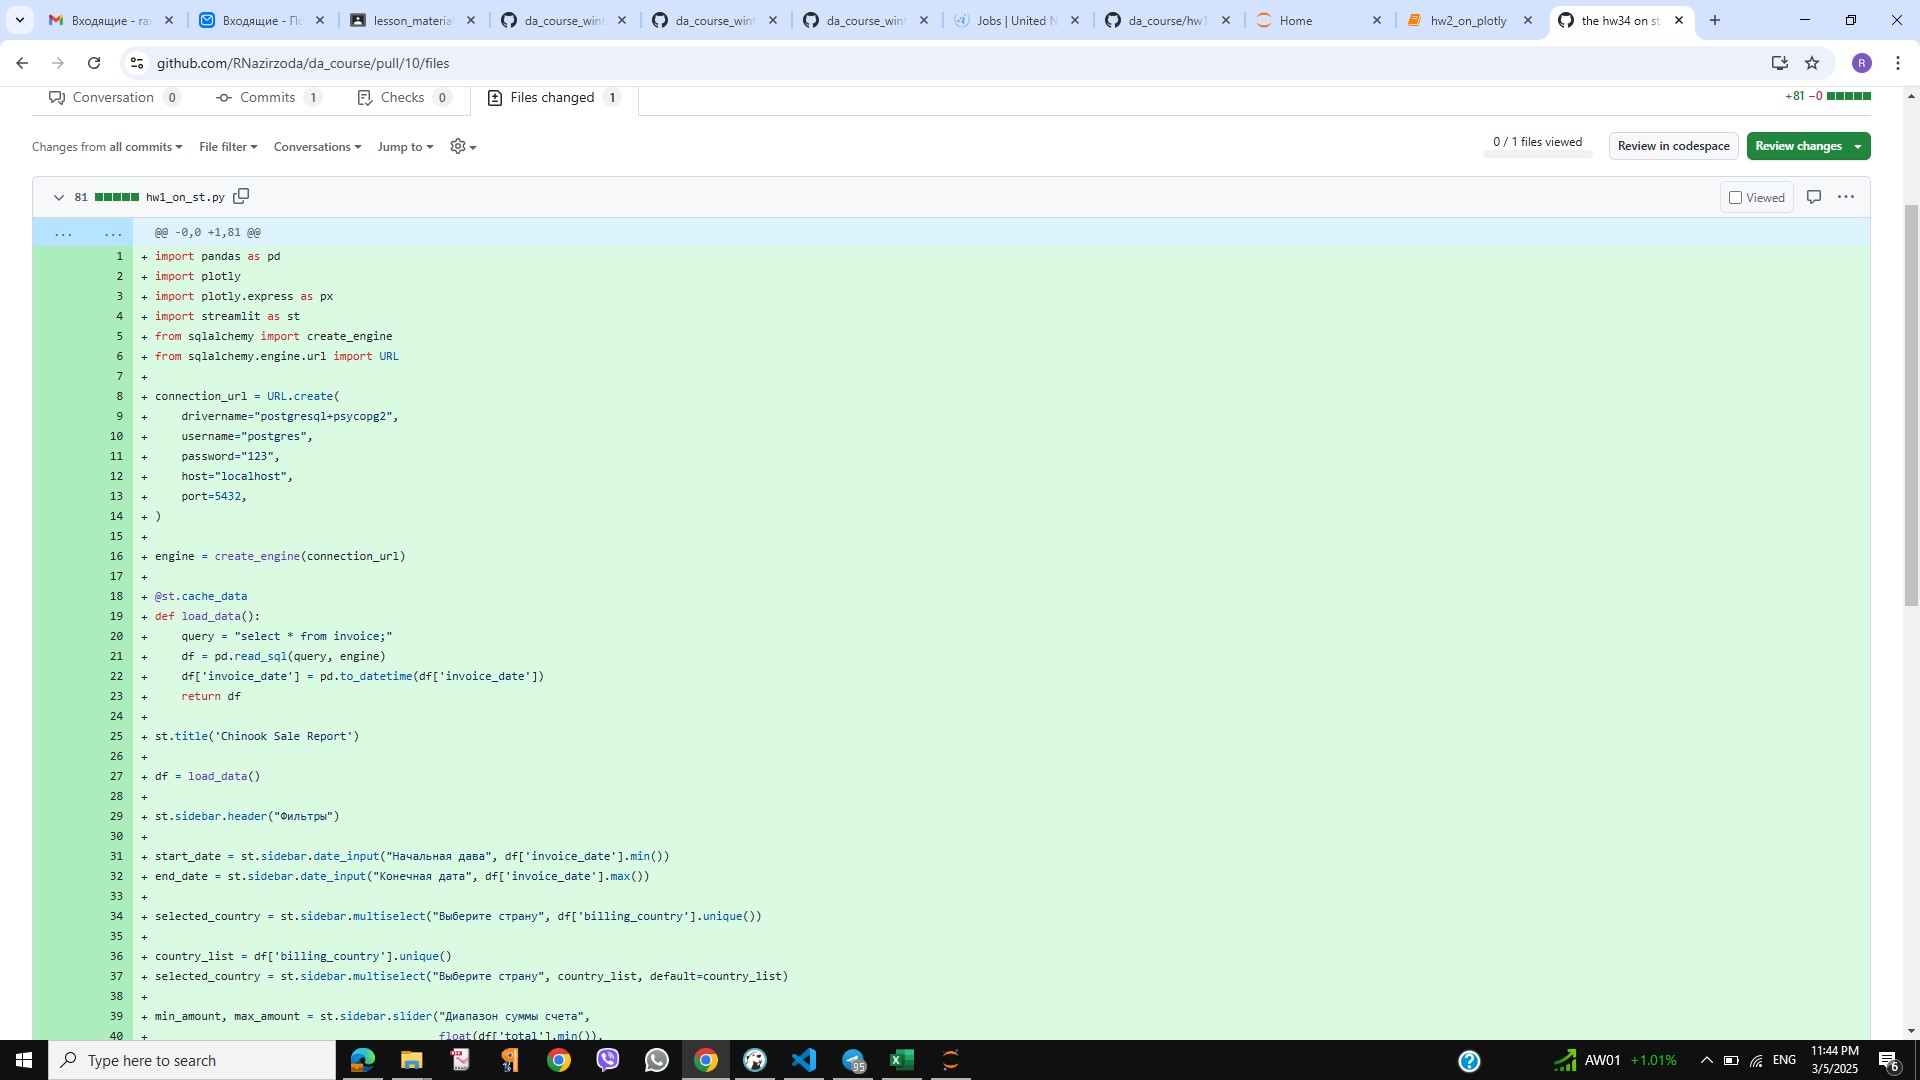 Входящие - ra
Входящие - По
lesson_materia
da_course_wint
da_course_wint
da_course_wint
Jobs | United N
da_course/hw1
Home
hw2_on_plotly
the hw34 on st
github.com/RNazirzoda/da_course/pull/10/files
R
Conversation 0
Commits 1
Checks 0
Files changed 1
+81 −0
Changes from all commits
File filter
Conversations
Jump to
0 / 1 files viewed
Review in codespace
Review changes
81 hw1_on_st.py
Viewed
... ... @@ -0,0 +1,81 @@
1 + import pandas as pd
2 + import plotly
3 + import plotly.express as px
4 + import streamlit as st
5 + from sqlalchemy import create_engine
6 + from sqlalchemy.engine.url import URL
7 +
8 + connection_url = URL.create(
9 + drivername="postgresql+psycopg2",
10 + username="postgres",
11 + password="123",
12 + host="localhost",
13 + port=5432,
14 + )
15 +
16 + engine = create_engine(connection_url)
17 +
18 + @st.cache_data
19 + def load_data():
20 + query = "select * from invoice;"
21 + df = pd.read_sql(query, engine)
22 + df['invoice_date'] = pd.to_datetime(df['invoice_date'])
23 + return df
24 +
25 + st.title('Chinook Sale Report')
26 +
27 + df = load_data()
28 +
29 + st.sidebar.header("Фильтры")
30 +
31 + start_date = st.sidebar.date_input("Начальная дава", df['invoice_date'].min())
32 + end_date = st.sidebar.date_input("Конечная дата", df['invoice_date'].max())
33 +
34 + selected_country = st.sidebar.multiselect("Выберите страну", df['billing_country'].unique())
35 +
36 + country_list = df['billing_country'].unique()
37 + selected_country = st.sidebar.multiselect("Выберите страну", country_list, default=country_list)
38 +
39 + min_amount, max_amount = st.sidebar.slider("Диапазон суммы счета",
40 + float(df['total'].min()),
Type here to search
95
AW01 +1.01%
ENG
11:44 PM
3/5/2025
6